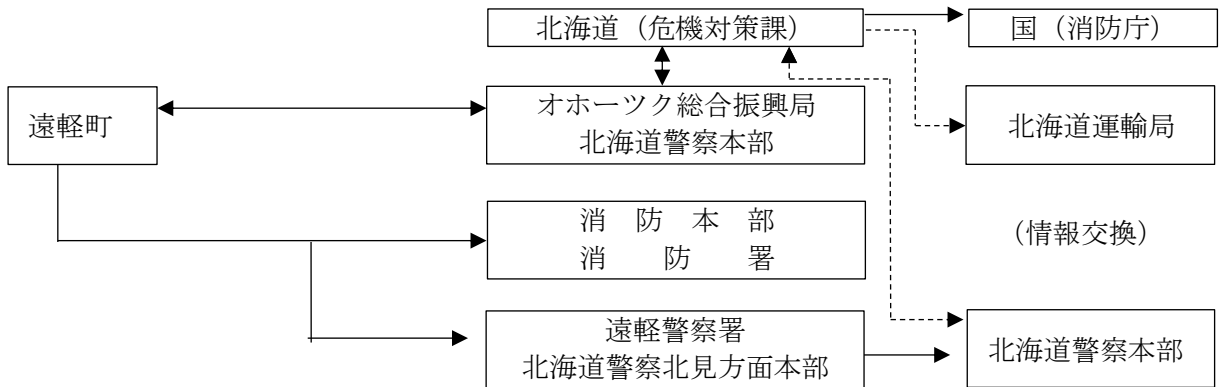 北海道（危機対策課）
国（消防庁）
遠軽町
オホーツク総合振興局
北海道警察本部
北海道運輸局
消　防　本　部
消　　防　　署
（情報交換）
遠軽警察署
北海道警察北見方面本部
北海道警察本部